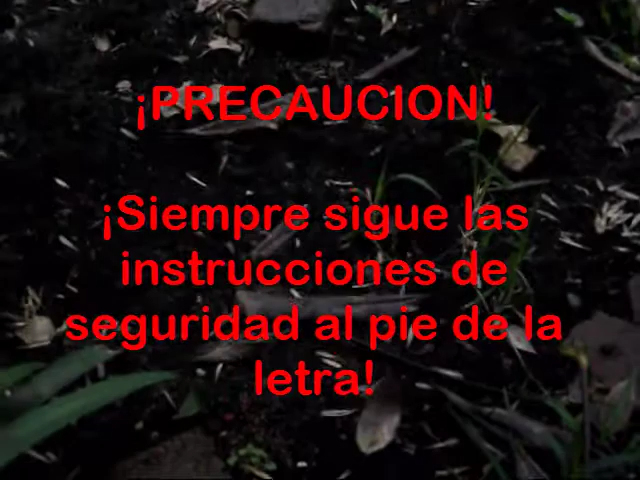 ¡PRECAUCION!
¡Siempre sigue las
instrucciones de
seguridad al pie de la
letra!